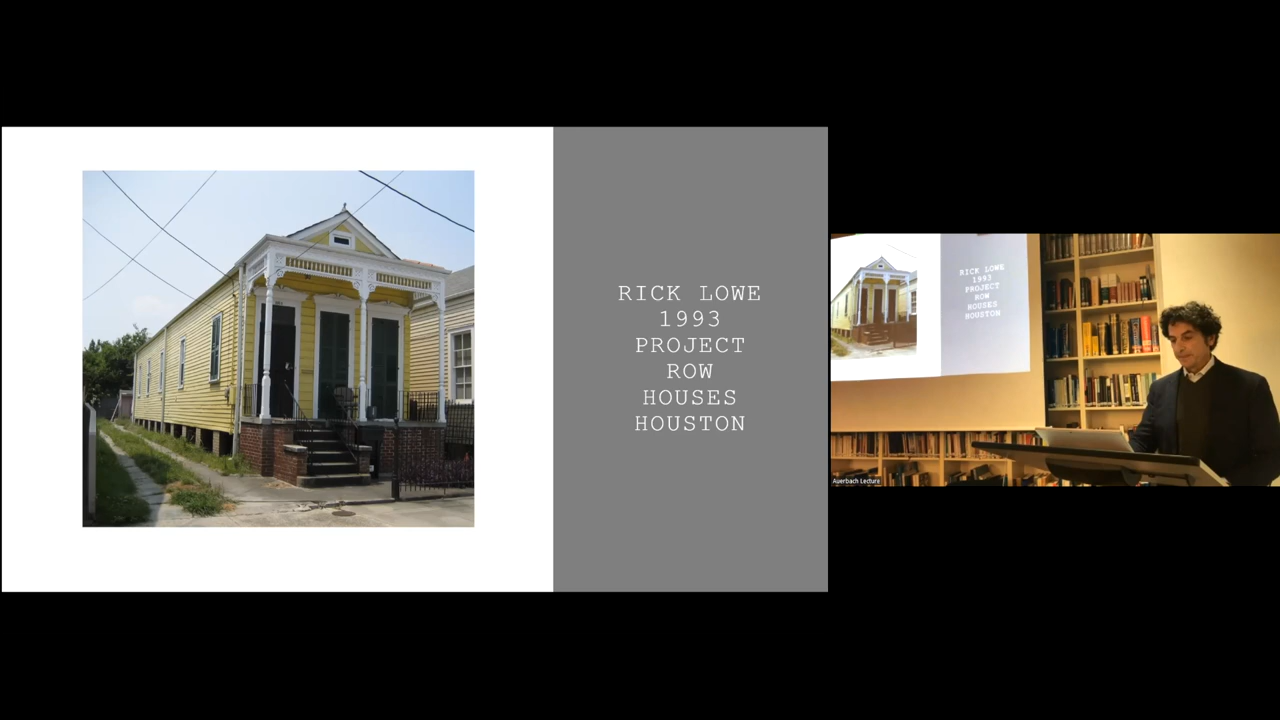 RICK LOWE
1993
PROJECT
ROW
HOUSES
HOUSTON
RICK LOWE
1993
PROJECT
ROW
HOUSES
HOUSTON
Auerbach Lecture